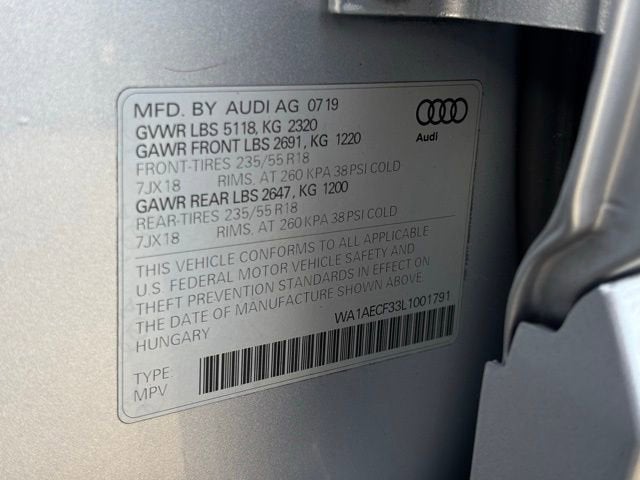 MFD. BY AUDI AG 0719
GVWR LBS 5118, KG 2320
GAWR FRONT LBS 2691, KG 1220
FRONT-TIRES 235/55 R18
7JX18 RIMS, AT 260 KPA 38 PSI COLD
GAWR REAR LBS 2647, KG 1200
REAR-TIRES 235/55 R18
7JX18 RIMS, AT 260 KPA 38 PSI COLD
Audi
THIS VEHICLE CONFORMS TO ALL APPLICABLE
U.S. FEDERAL MOTOR VEHICLE SAFETY AND
THEFT PREVENTION STANDARDS IN EFFECT ON
THE DATE OF MANUFACTURE SHOWN ABOVE
HUNGARY
WA1AECF33L1001791
TYPE:
MPV